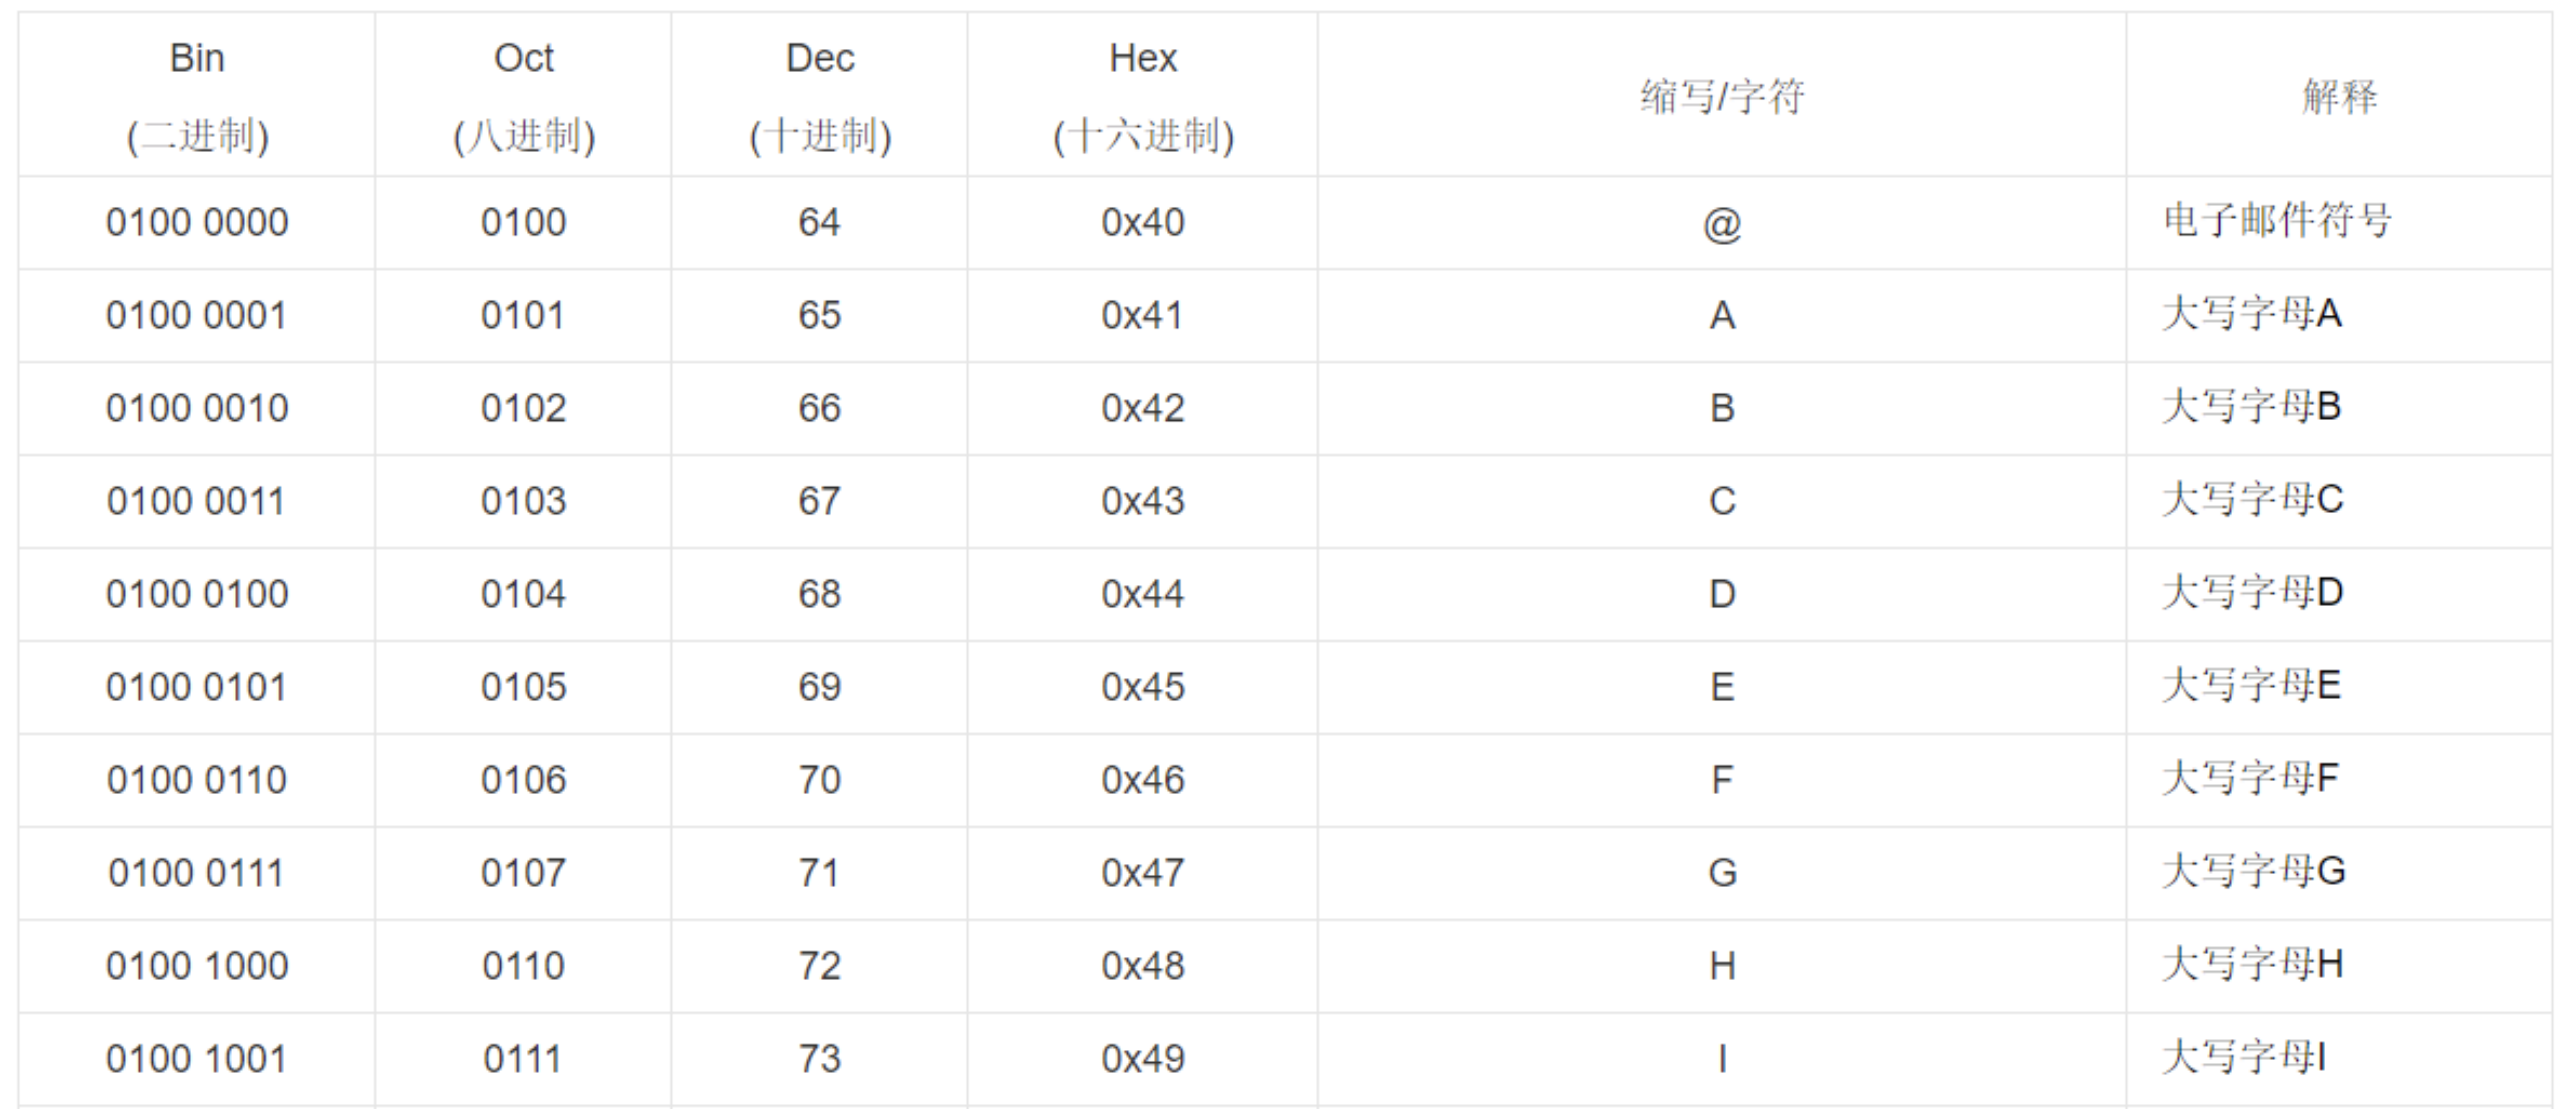 Bin Oct Dec Hex 缩写/字符 解释
(二进制) (八进制) (十进制) (十六进制)
0100 0000 0100 64 0x40 @ 电子邮件符号
0100 0001 0101 65 0x41 A 大写字母A
0100 0010 0102 66 0x42 B 大写字母B
0100 0011 0103 67 0x43 C 大写字母C
0100 0100 0104 68 0x44 D 大写字母D
0100 0101 0105 69 0x45 E 大写字母E
0100 0110 0106 70 0x46 F 大写字母F
0100 0111 0107 71 0x47 G 大写字母G
0100 1000 0110 72 0x48 H 大写字母H
0100 1001 0111 73 0x49 I 大写字母I